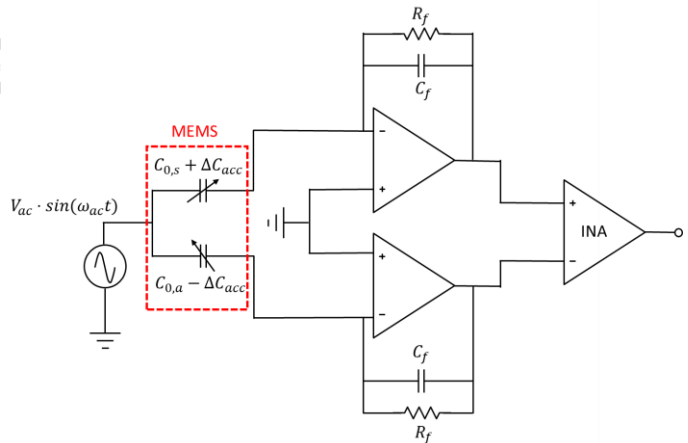 R_f
C_f
MEMS
C_{0,s} + ΔC_{acc}
V_{ac} · sin(ω_{ac}t)
C_{0,a} − ΔC_{acc}
−
+
+
−
+
INA
−
C_f
R_f